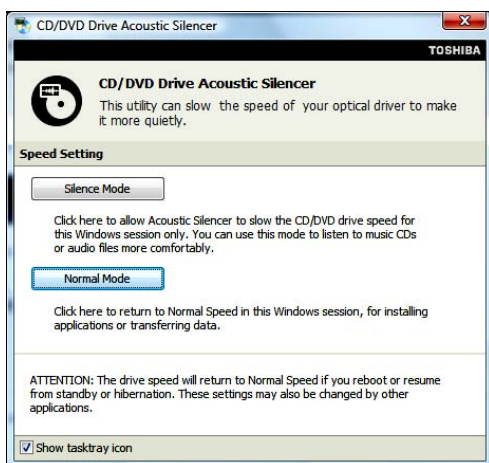 CD/DVD Drive Acoustic Silencer
TOSHIBA
CD/DVD Drive Acoustic Silencer
This utility can slow the speed of your optical driver to make
it more quietly.
Speed Setting
Silence Mode
Click here to allow Acoustic Silencer to slow the CD/DVD drive speed for
this Windows session only. You can use this mode to listen to music CDs
or audio files more comfortably.
Normal Mode
Click here to return to Normal Speed in this Windows session, for installing
applications or transferring data.
ATTENTION: The drive speed will return to Normal Speed if you reboot or resume
from standby or hibernation. These settings may also be changed by other
applications.
Show tasktray icon